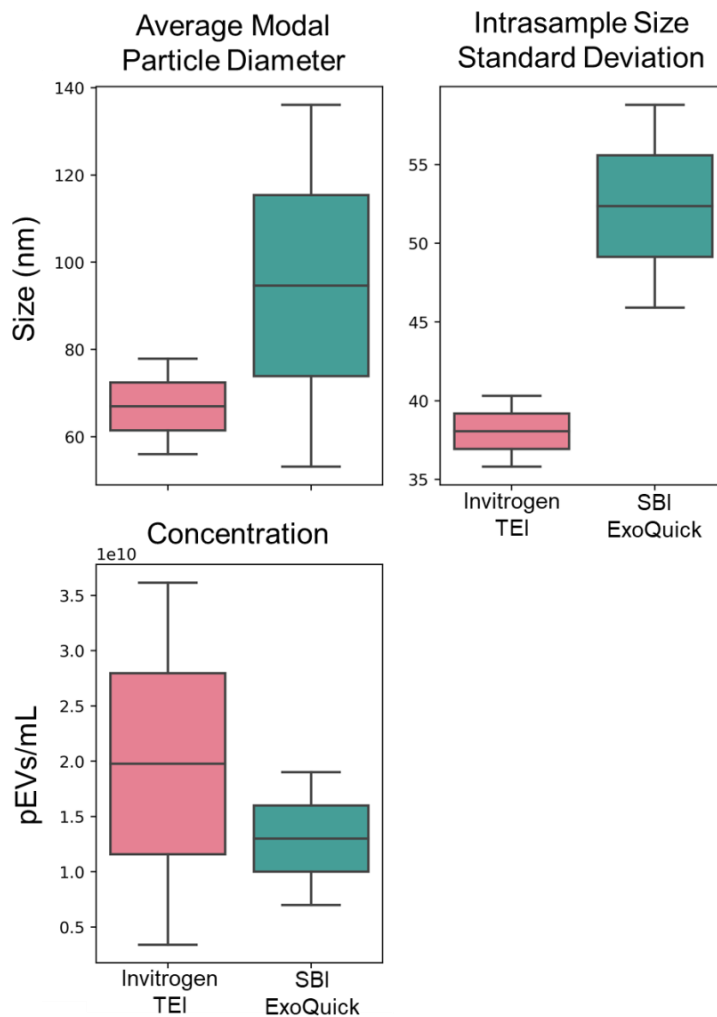 Average Modal
Particle Diameter
Intrasample Size
Standard Deviation
Size (nm)
140
120
100
80
60
55
50
45
40
35
Invitrogen
TEI
SBI
ExoQuick
Concentration
1e10
pEVs/mL
3.5
3.0
2.5
2.0
1.5
1.0
0.5
Invitrogen
TEI
SBI
ExoQuick